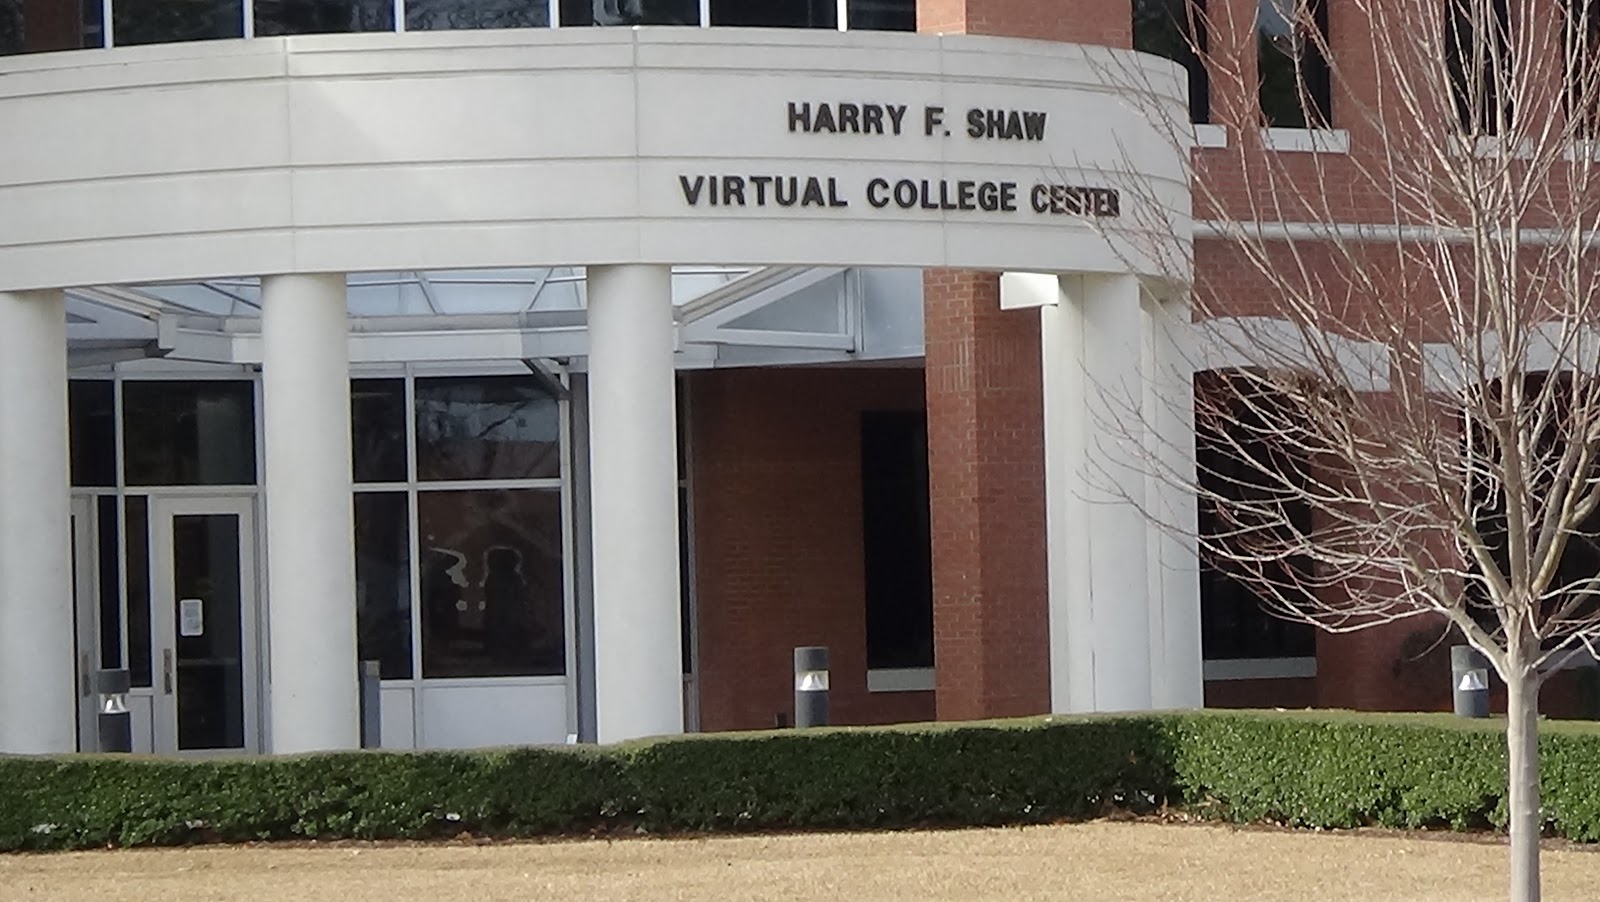 HARRY F. SHAW
VIRTUAL COLLEGE CENTER